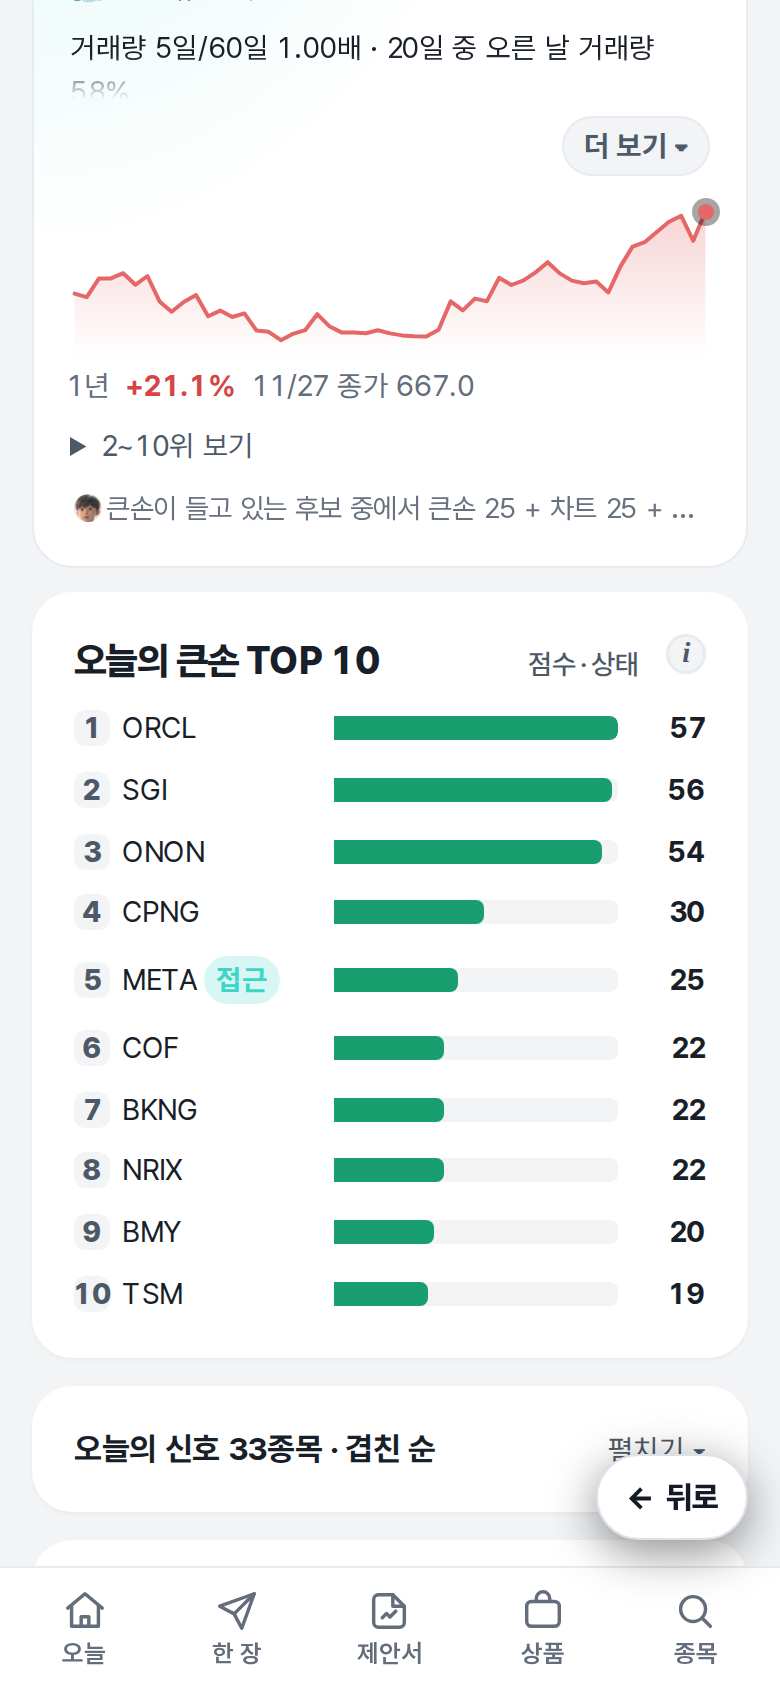 거래량 5일/60일 1.00배 · 20일 중 오른 날 거래량
58%
더 보기
1년 +21.1% 11/27 종가 667.0
▶ 2~10위 보기
큰손이 들고 있는 후보 중에서 큰손 25 + 차트 25 + ...
오늘의 큰손 TOP 10 점수·상태 i
1 ORCL 57
2 SGI 56
3 ONON 54
4 CPNG 30
5 META 접근 25
6 COF 22
7 BKNG 22
8 NRIX 22
9 BMY 20
10 TSM 19
오늘의 신호 33종목 · 겹친 순 펼치기
← 뒤로
오늘 한 장 제안서 상품 종목